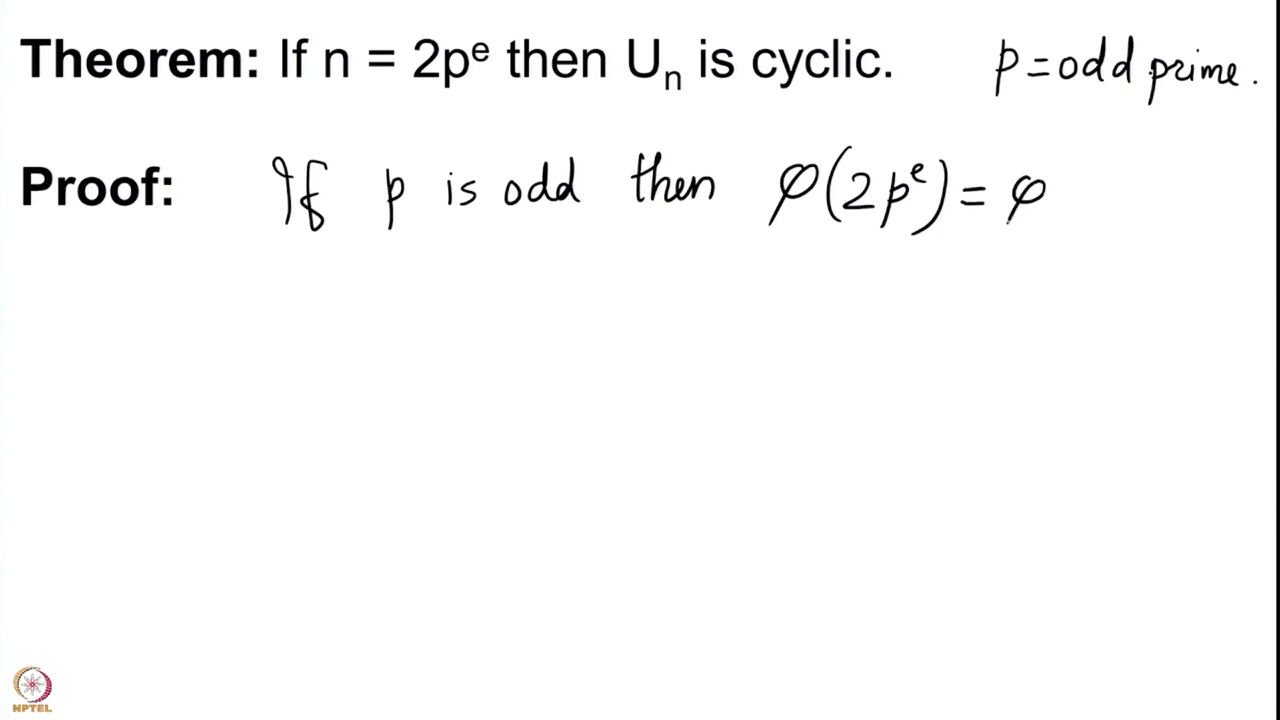 Theorem: If n = 2pᵉ then Uₙ is cyclic. p = odd prime.
Proof: If p is odd then φ(2pᵉ) = φ
NPTEL